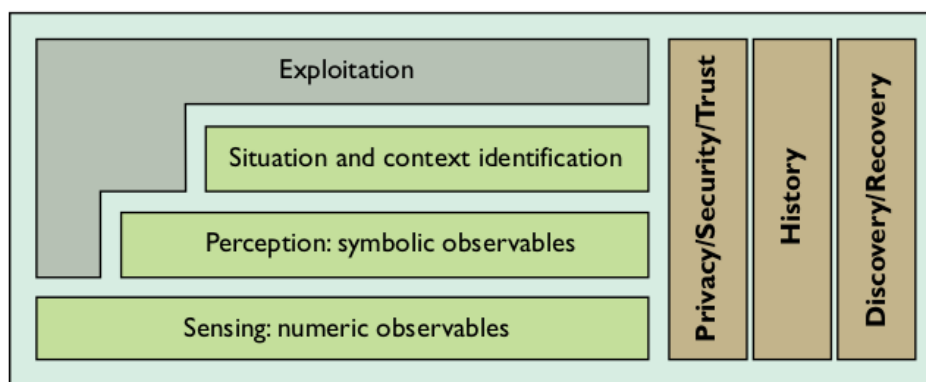 Exploitation
Situation and context identification
Perception: symbolic observables
Sensing: numeric observables
Privacy/Security/Trust
History
Discovery/Recovery